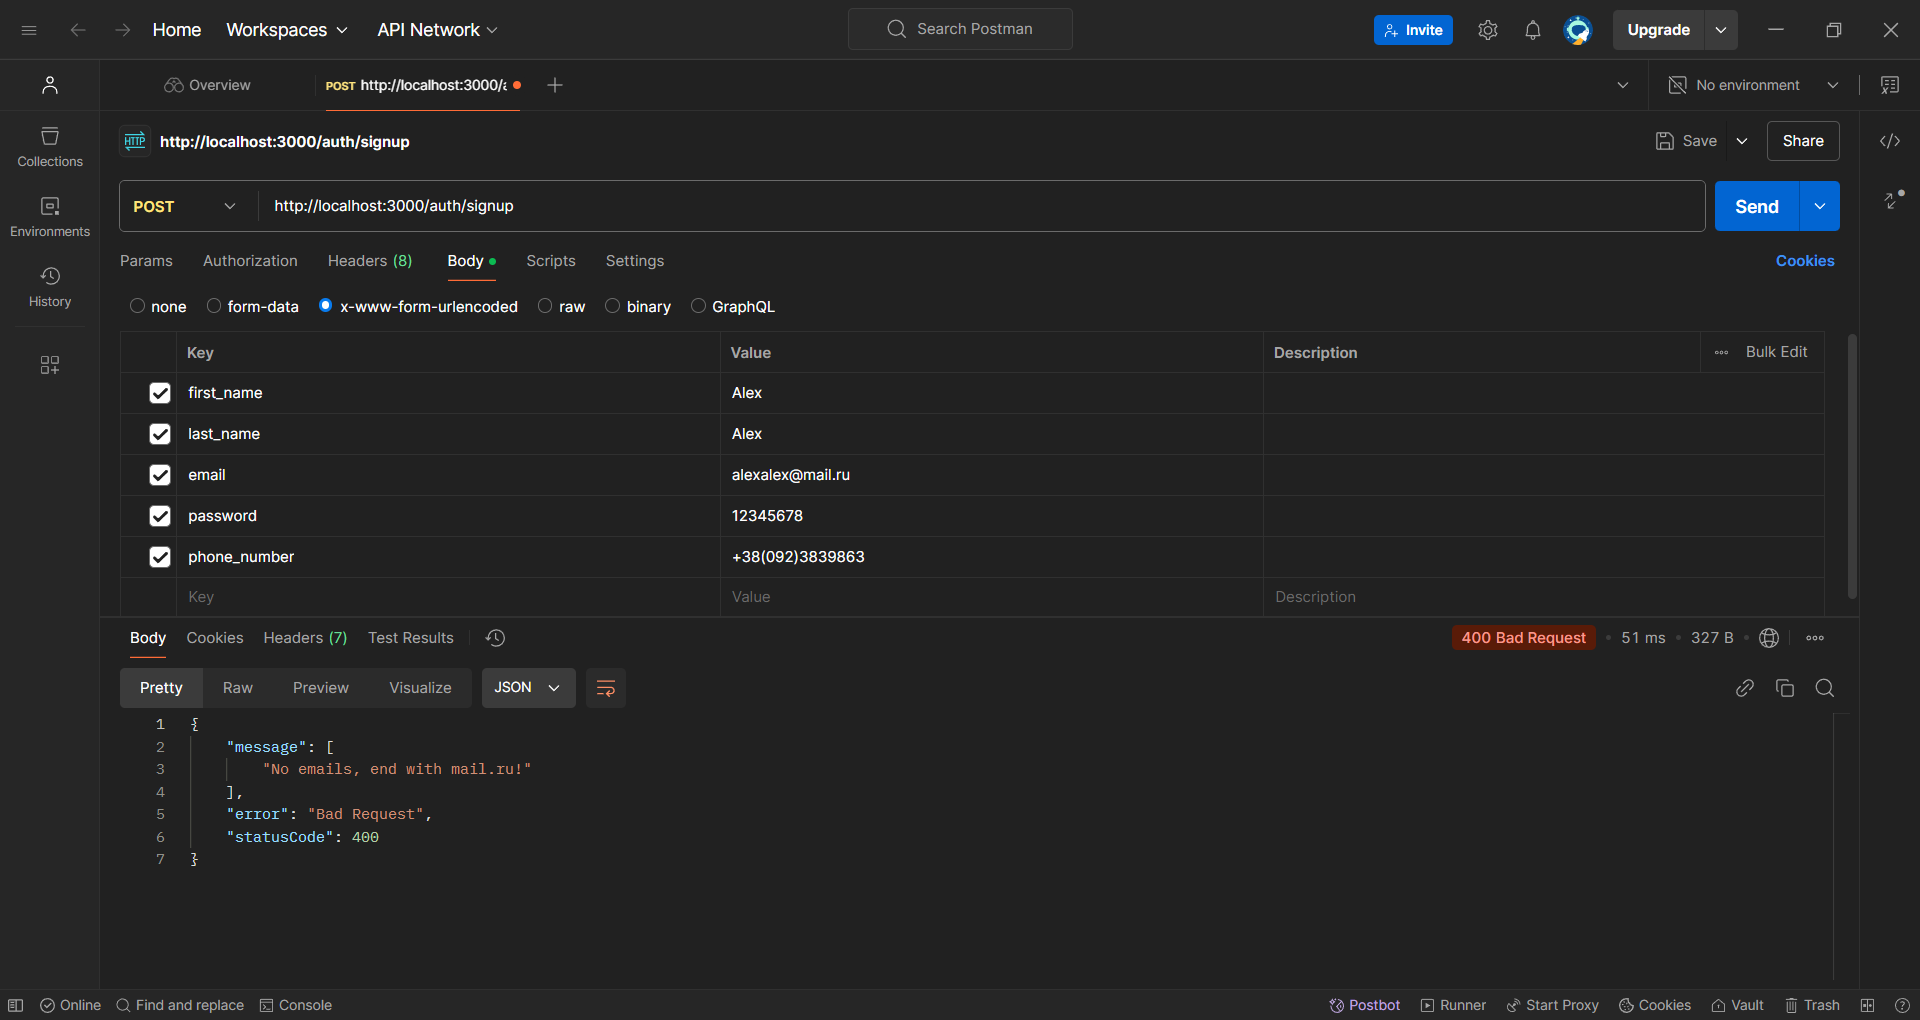 Home Workspaces API Network Search Postman Invite Upgrade
Overview POST http://localhost:3000/a No environment
HTTP http://localhost:3000/auth/signup Save Share
Collections
Environments
History
POST http://localhost:3000/auth/signup Send
Params Authorization Headers (8) Body Scripts Settings Cookies
none form-data x-www-form-urlencoded raw binary GraphQL
Key Value Description Bulk Edit
first_name Alex
last_name Alex
email alexalex@mail.ru
password 12345678
phone_number +38(092)3839863
Key Value Description
Body Cookies Headers (7) Test Results 400 Bad Request 51 ms 327 B
Pretty Raw Preview Visualize JSON
1 {
2 "message": [
3 "No emails, end with mail.ru!"
4 ],
5 "error": "Bad Request",
6 "statusCode": 400
7 }
Online Find and replace Console Postbot Runner Start Proxy Cookies Vault Trash